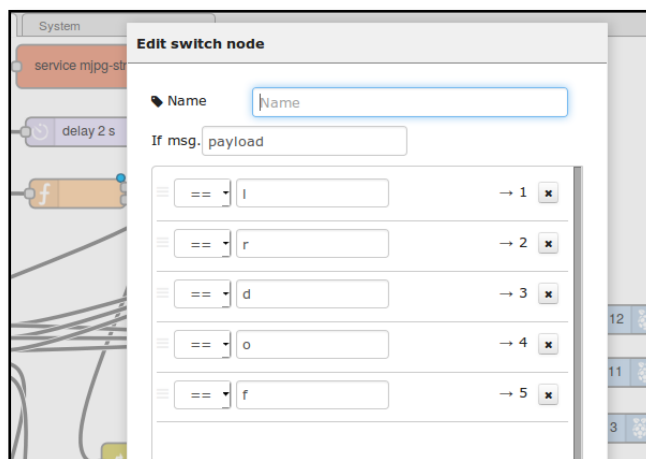 System
Edit switch node
service mjpg-str
Name
Name
delay 2 s
If msg. payload
f
== l → 1 ×
== r → 2 ×
== d → 3 ×
== o → 4 ×
12
== f → 5 ×
11
3